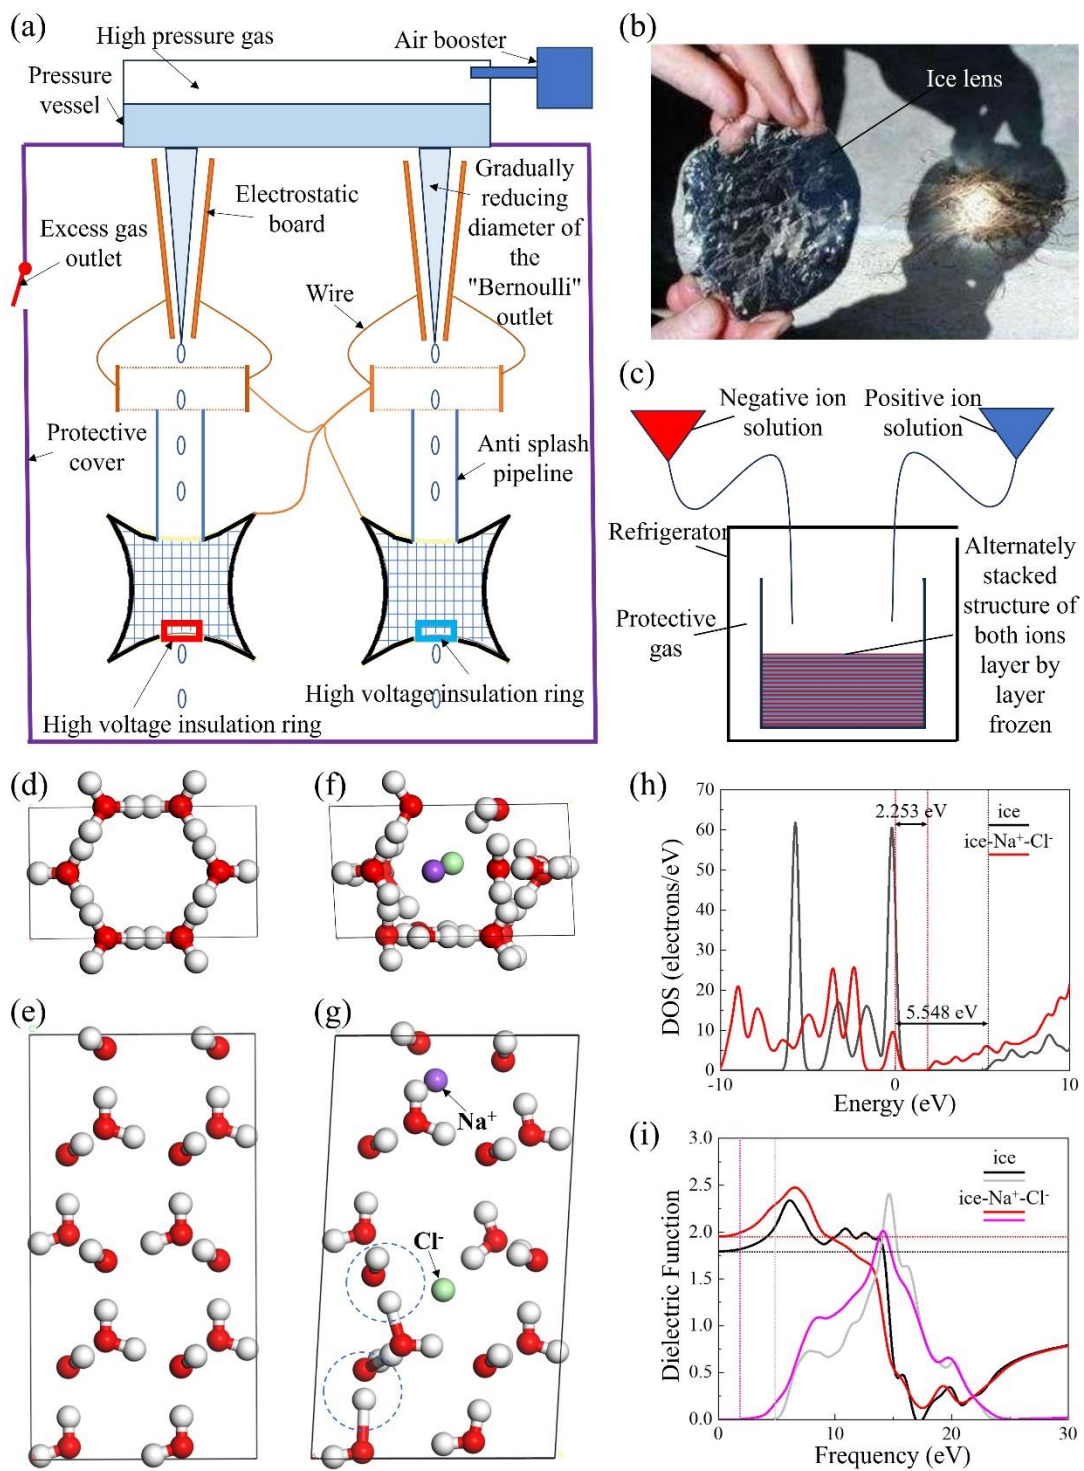 (a)
High pressure gas
Air booster
Pressure
vessel
Electrostatic
board
Gradually
reducing
diameter of
the
"Bernoulli"
outlet
Excess gas
outlet
Wire
Protective
cover
Anti splash
pipeline
High voltage insulation ring
High voltage insulation ring
(b)
Ice lens
(c)
Negative ion
solution
Positive ion
solution
Refrigerator
Protective
gas
Alternately
stacked
structure of
both ions
layer by
layer
frozen
(d)
(f)
(e)
(g)
Na⁺
Cl⁻
(h)
DOS (electrons/eV)
70
60
50
40
30
20
10
0
2.253 eV
ice
ice-Na⁺-Cl⁻
5.548 eV
-10
-5
0
5
10
Energy (eV)
(i)
Dielectric Function
3.0
2.5
2.0
1.5
1.0
0.5
0.0
ice
ice-Na⁺-Cl⁻
0
10
20
30
Frequency (eV)